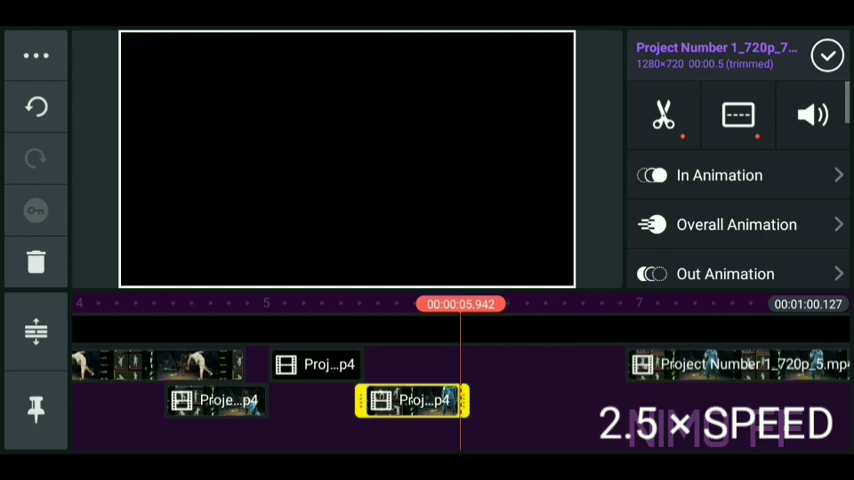 Project Number 1_720p_7...
1280×720 00:00.5 (trimmed)
In Animation
Overall Animation
Out Animation
4
5
00:00:05.942
7
00:01:00.127
Proj...p4
Project Number 1_720p_5.mp
Proje...p4
Proj...p4
2.5 × SPEED